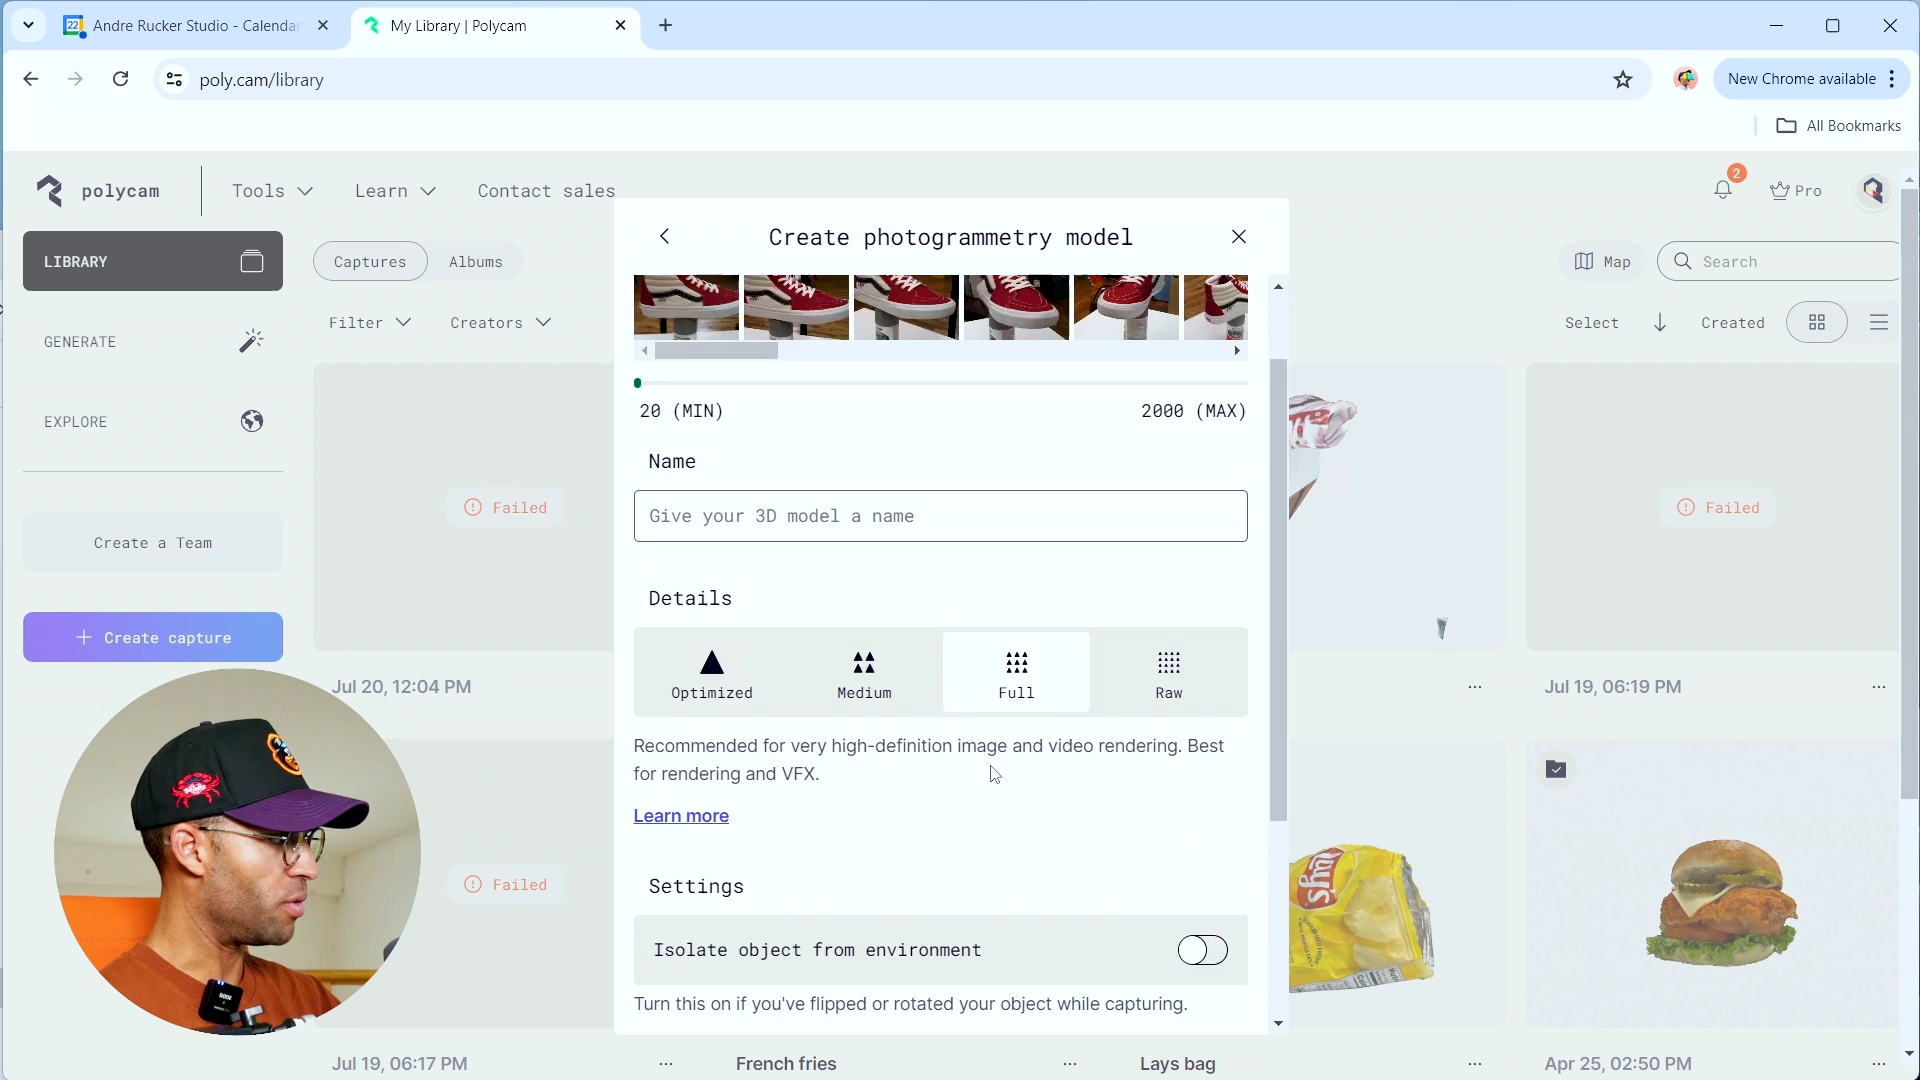 22 Andre Rucker Studio - Calendar
My Library | Polycam
poly.cam/library
New Chrome available
All Bookmarks
polycam
Tools
Learn
Contact sales
2
Pro
LIBRARY
Captures
Albums
Map
Search
Filter
Creators
Select
Created
GENERATE
EXPLORE
Create a Team
Create capture
Failed
Failed
Failed
Create photogrammetry model
20 (MIN)
2000 (MAX)
Name
Give your 3D model a name
Details
Optimized
Medium
Full
Raw
Recommended for very high-definition image and video rendering. Best
for rendering and VFX.
Learn more
Settings
Isolate object from environment
Turn this on if you've flipped or rotated your object while capturing.
Jul 20, 12:04 PM
Jul 19, 06:19 PM
Jul 19, 06:17 PM
French fries
Lays bag
Apr 25, 02:50 PM